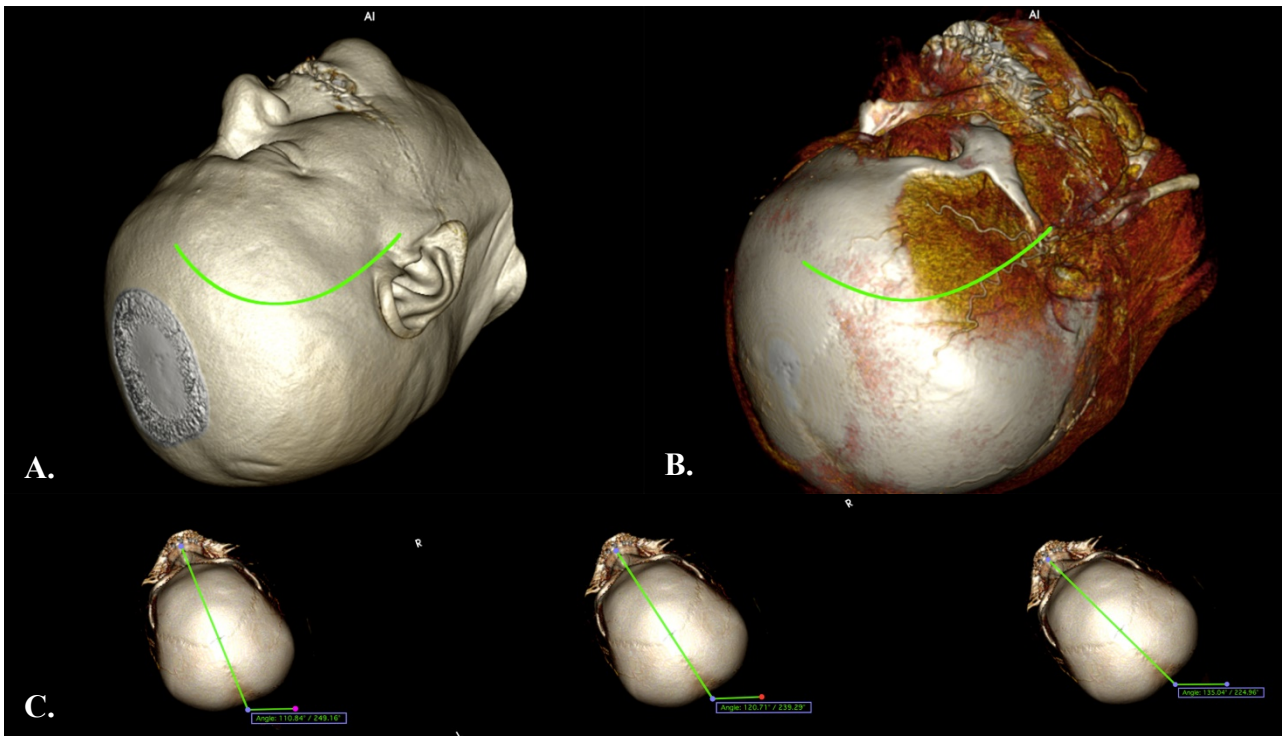 AI
AI
A.
B.
R
R
C.
Angle: 110.84° / 249.16°
Angle: 120.71° / 239.29°
Angle: 135.04° / 224.96°